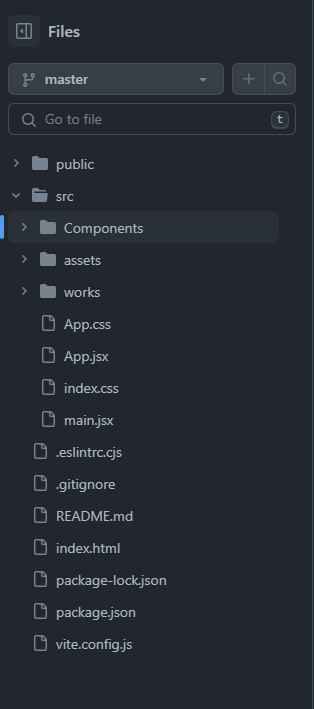 Files
master
Go to file t
public
src
Components
assets
works
App.css
App.jsx
index.css
main.jsx
.eslintrc.cjs
.gitignore
README.md
index.html
package-lock.json
package.json
vite.config.js